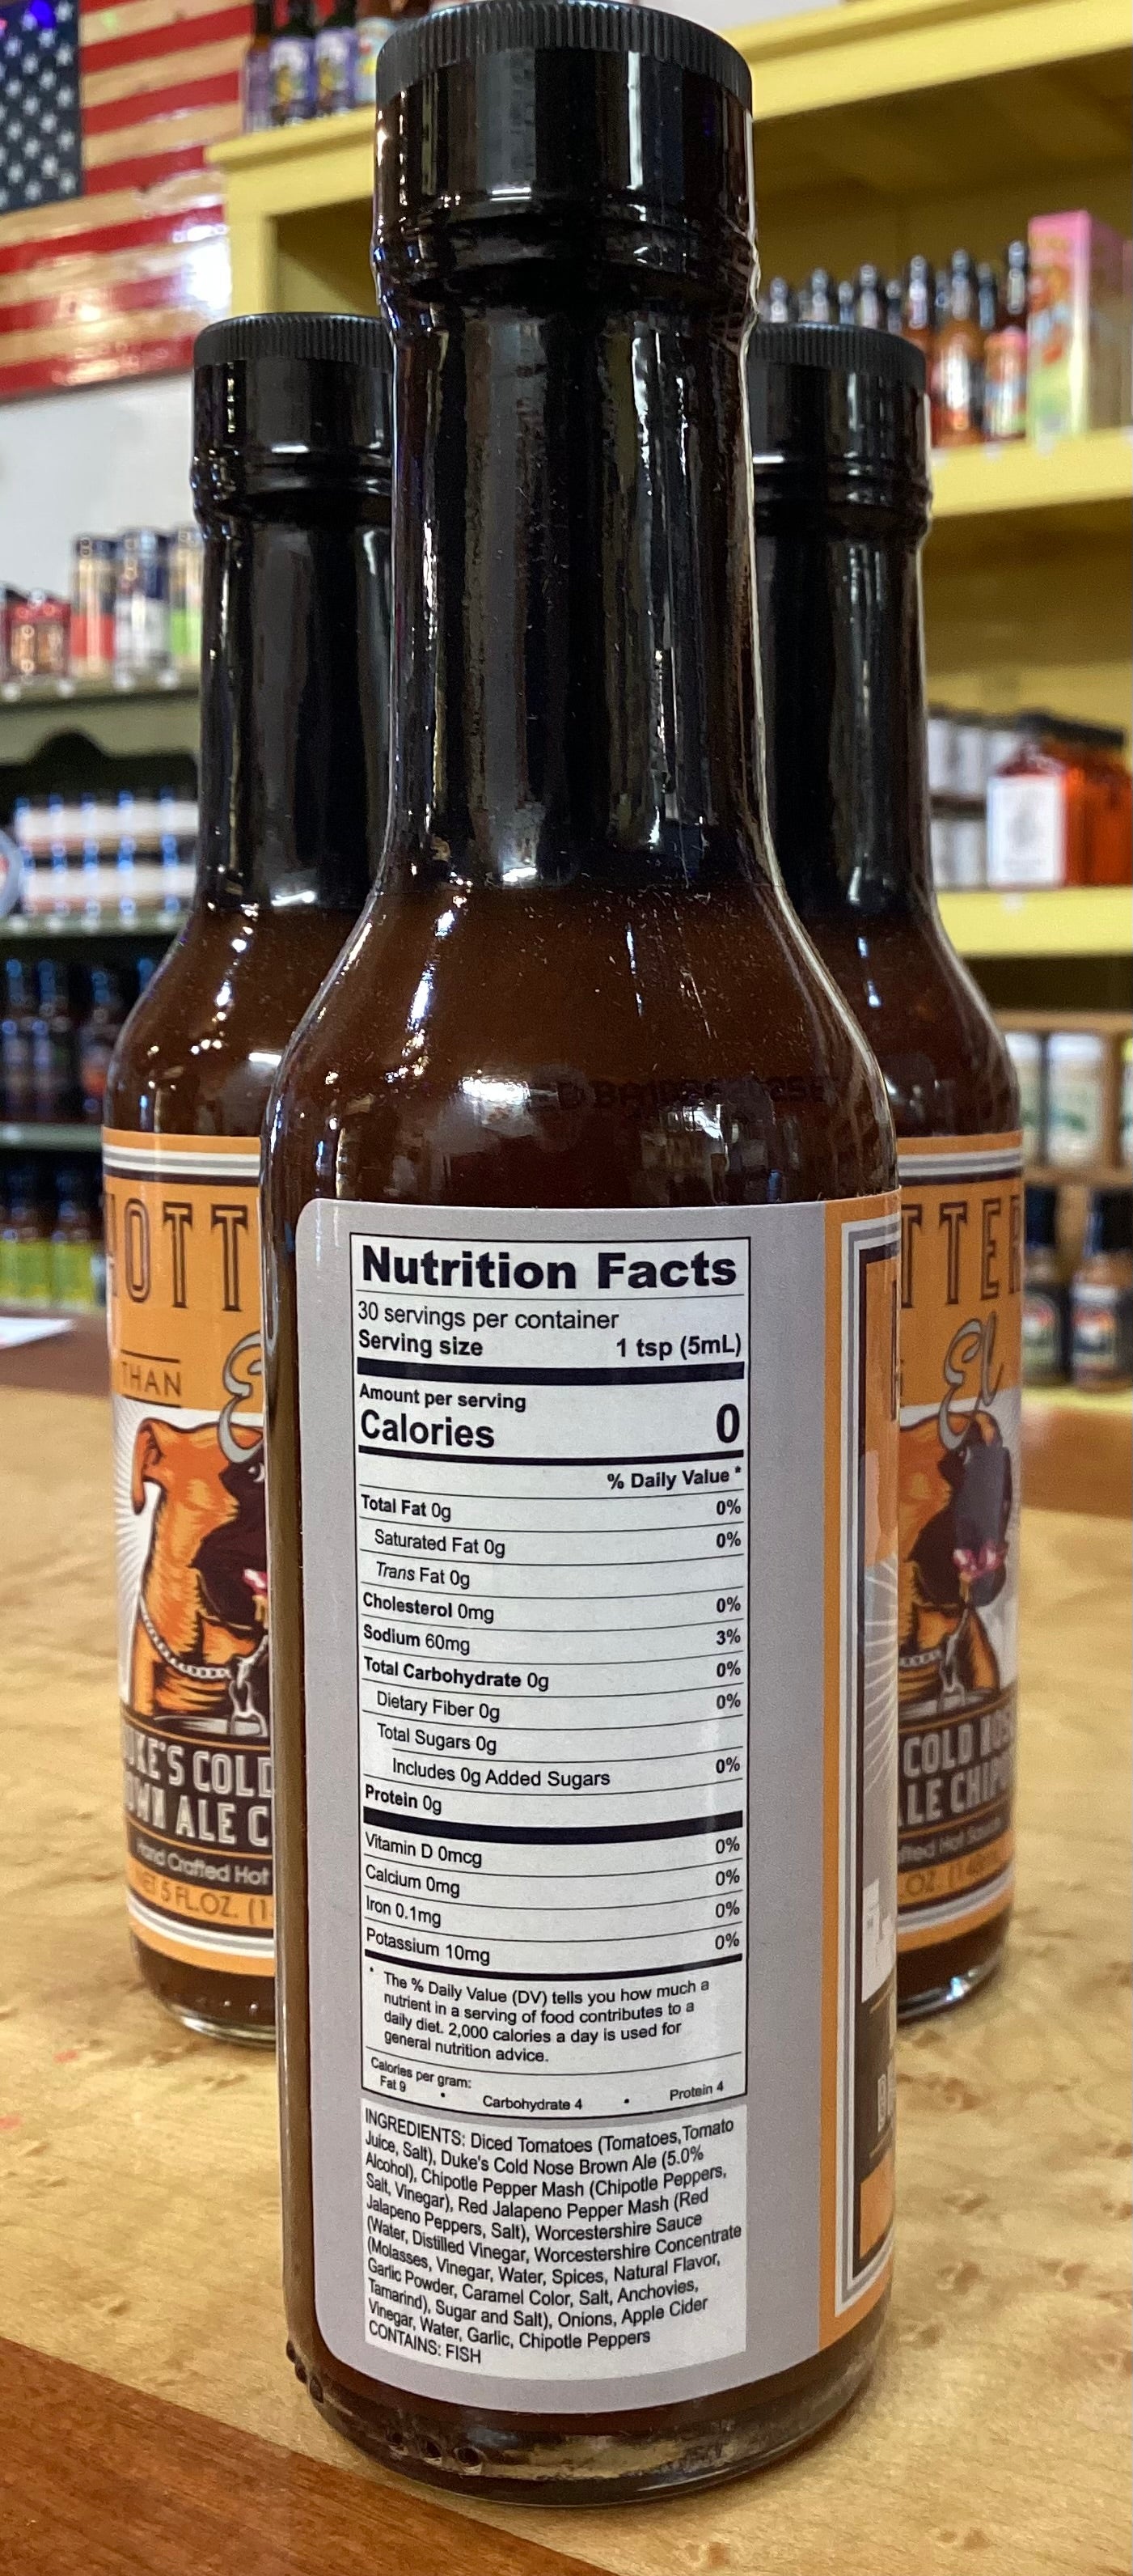 Nutrition Facts
30 servings per container
Serving size 1 tsp (5mL)
Amount per serving
Calories 0
% Daily Value *
Total Fat 0g 0%
Saturated Fat 0g 0%
Trans Fat 0g
Cholesterol 0mg 0%
Sodium 60mg 3%
Total Carbohydrate 0g 0%
Dietary Fiber 0g 0%
Total Sugars 0g
Includes 0g Added Sugars 0%
Protein 0g
Vitamin D 0mcg 0%
Calcium 0mg 0%
Iron 0.1mg 0%
Potassium 10mg 0%
* The % Daily Value (DV) tells you how much a
nutrient in a serving of food contributes to a
daily diet. 2,000 calories a day is used for
general nutrition advice.
Calories per gram:
Fat 9 • Carbohydrate 4 • Protein 4
INGREDIENTS: Diced Tomatoes (Tomatoes,Tomato
Juice, Salt), Duke's Cold Nose Brown Ale (5.0%
Alcohol), Chipotle Pepper Mash (Chipotle Peppers,
Salt, Vinegar), Red Jalapeno Pepper Mash (Red
Jalapeno Peppers, Salt), Worcestershire Sauce
(Water, Distilled Vinegar, Worcestershire Concentrate
(Molasses, Vinegar, Water, Spices, Natural Flavor,
Garlic Powder, Caramel Color, Salt, Anchovies,
Tamarind), Sugar and Salt), Onions, Apple Cider
Vinegar, Water, Garlic, Chipotle Peppers
CONTAINS: FISH
HOTT
THAN
UKE'S COLD
OWN ALE C
Hand Crafted Hot
NET 5 FL.OZ. (1
TTER
El
COLD NOSE
ALE CHIPO
afted Hot Sauce
.OZ. (148